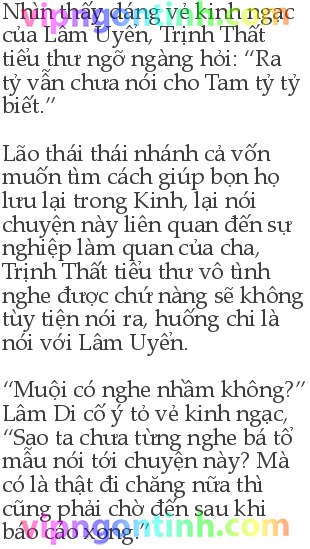 Nhìn thấy dáng vẻ kinh ngạc
của Lâm Uyển, Trịnh Thất
tiểu thư ngỡ ngàng hỏi: “Ra
tỷ vẫn chưa nói cho Tam tỷ tỷ
biết.”
Lão thái thái nhánh cả vốn
muốn tìm cách giúp bọn họ
lưu lại trong Kinh, lại nói
chuyện này liên quan đến sự
nghiệp làm quan của cha,
Trịnh Thất tiểu thư vô tình
nghe được chứ nàng sẽ không
tùy tiện nói ra, huống chi là
nói với Lâm Uyển.
“Muội có nghe nhầm không?”
Lâm Di cố ý tỏ vẻ kinh ngạc,
“Sao ta chưa từng nghe bá tổ
mẫu nói tới chuyện này? Mà
có là thật đi chăng nữa thì
cũng phải chờ đến sau khi
báo cáo xong.”
vipngontinh.com
vipngontinh.com